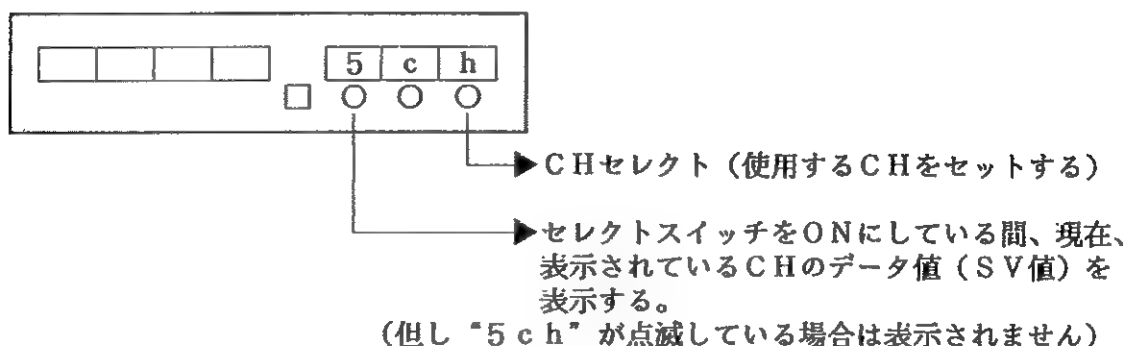 5 c h
CHセレクト（使用するCHをセットする）
セレクトスイッチをONにしている間、現在、
表示されているCHのデータ値（SV値）を
表示する。
（但し “5ch” が点滅している場合は表示されません）